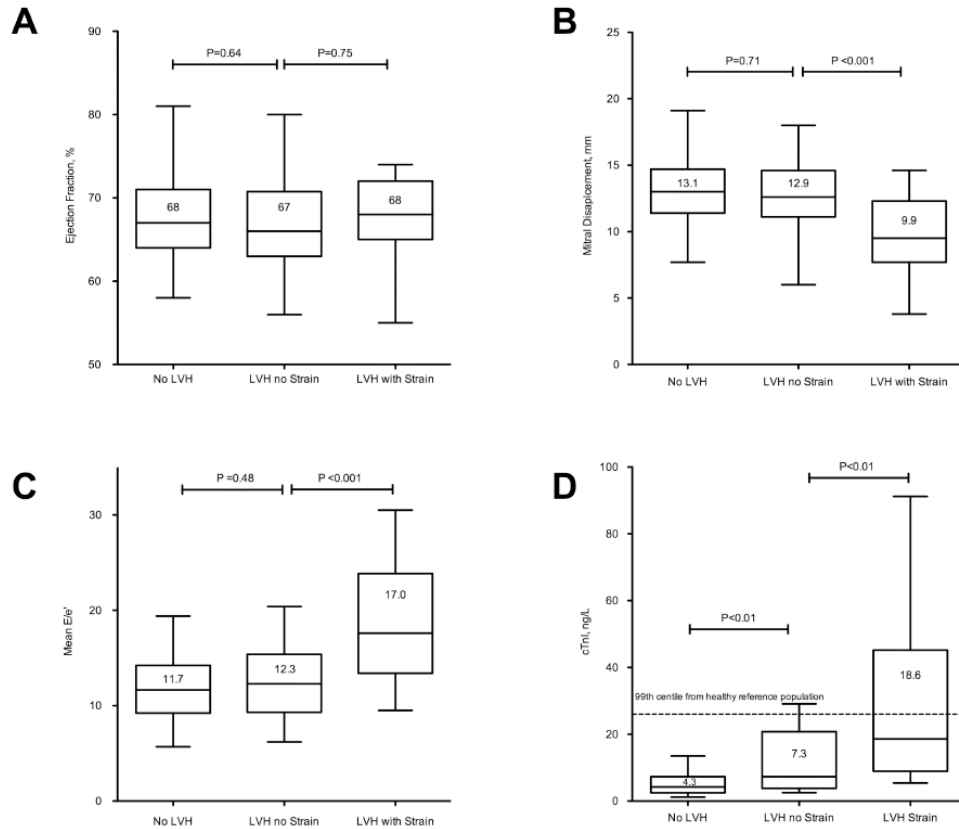 A
P=0.64
P=0.75
90
80
70
60
50
Ejection Fraction, %
68
67
68
No LVH
LVH no Strain
LVH with Strain
B
P=0.71
P <0.001
25
20
15
10
5
0
Mitral Disaplcement, mm
13.1
12.9
9.9
No LVH
LVH no Strain
LVH with Strain
C
P =0.48
P <0.001
30
20
10
0
Mean E/e'
11.7
12.3
17.0
No LVH
LVH no Strain
LVH with Strain
D
P<0.01
P<0.01
100
80
60
40
20
0
cTnI, ng/L
99th centile from healthy reference population
4.3
7.3
18.6
No LVH
LVH no Strain
LVH Strain